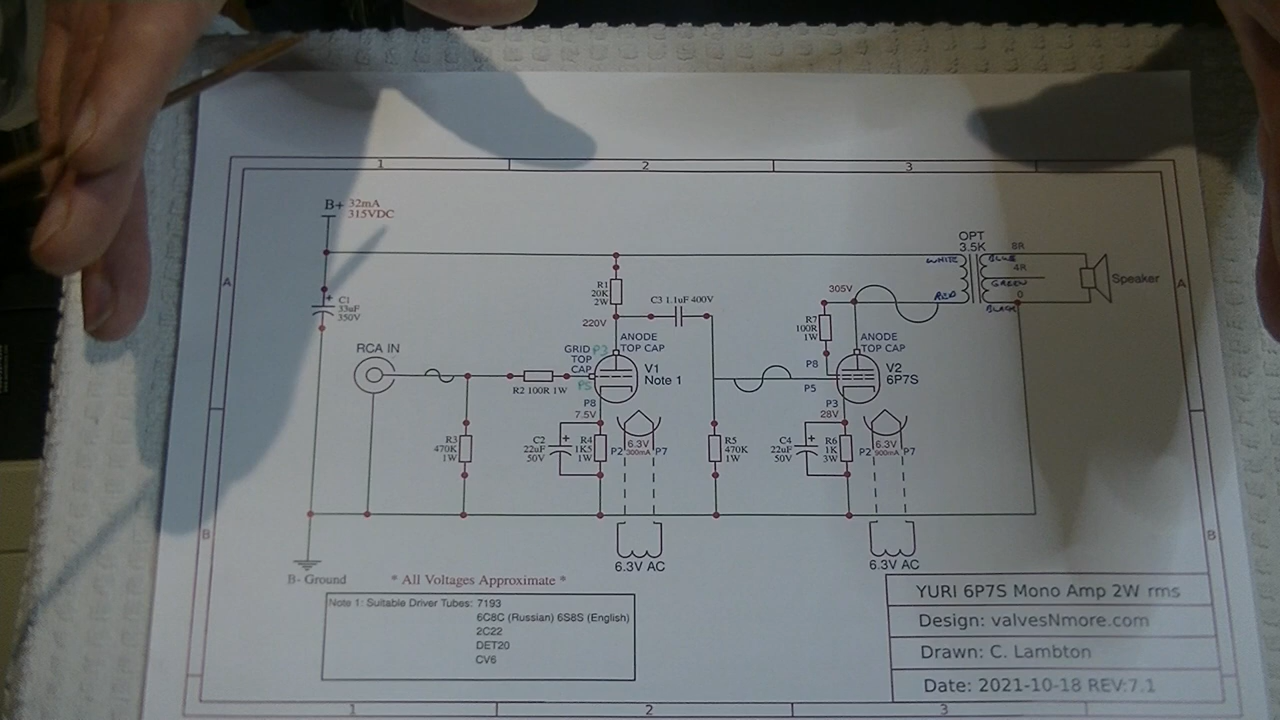 1
2
3
A
A
B+ 32mA
315VDC
C1
33uF
350V
R1
20K
2W
220V
C3 1.1uF 400V
305V
R7
100R
1W
OPT
3.5K
WHITE
RED
8R
BLUE
4R
GREEN
0
BLACK
Speaker
RCA IN
R2 100R 1W
GRID P3
TOP
CAP
P5
ANODE
TOP CAP
V1
Note 1
P8
P5
ANODE
TOP CAP
V2
6P7S
P8
7.5V
P3
28V
R3
470K
1W
C2
22uF
50V
R4
1K5
1W
P2
6.3V
300mA
P7
R5
470K
1W
C4
22uF
50V
R6
1K
3W
P2
6.3V
900mA
P7
B
B
6.3V AC
6.3V AC
B- Ground
* All Voltages Approximate *
Note 1: Suitable Driver Tubes: 7193
6C8C (Russian) 6S8S (English)
2C22
DET20
CV6
YURI 6P7S Mono Amp 2W rms
Design: valvesNmore.com
Drawn: C. Lambton
Date: 2021-10-18 REV:7.1
1
2
3